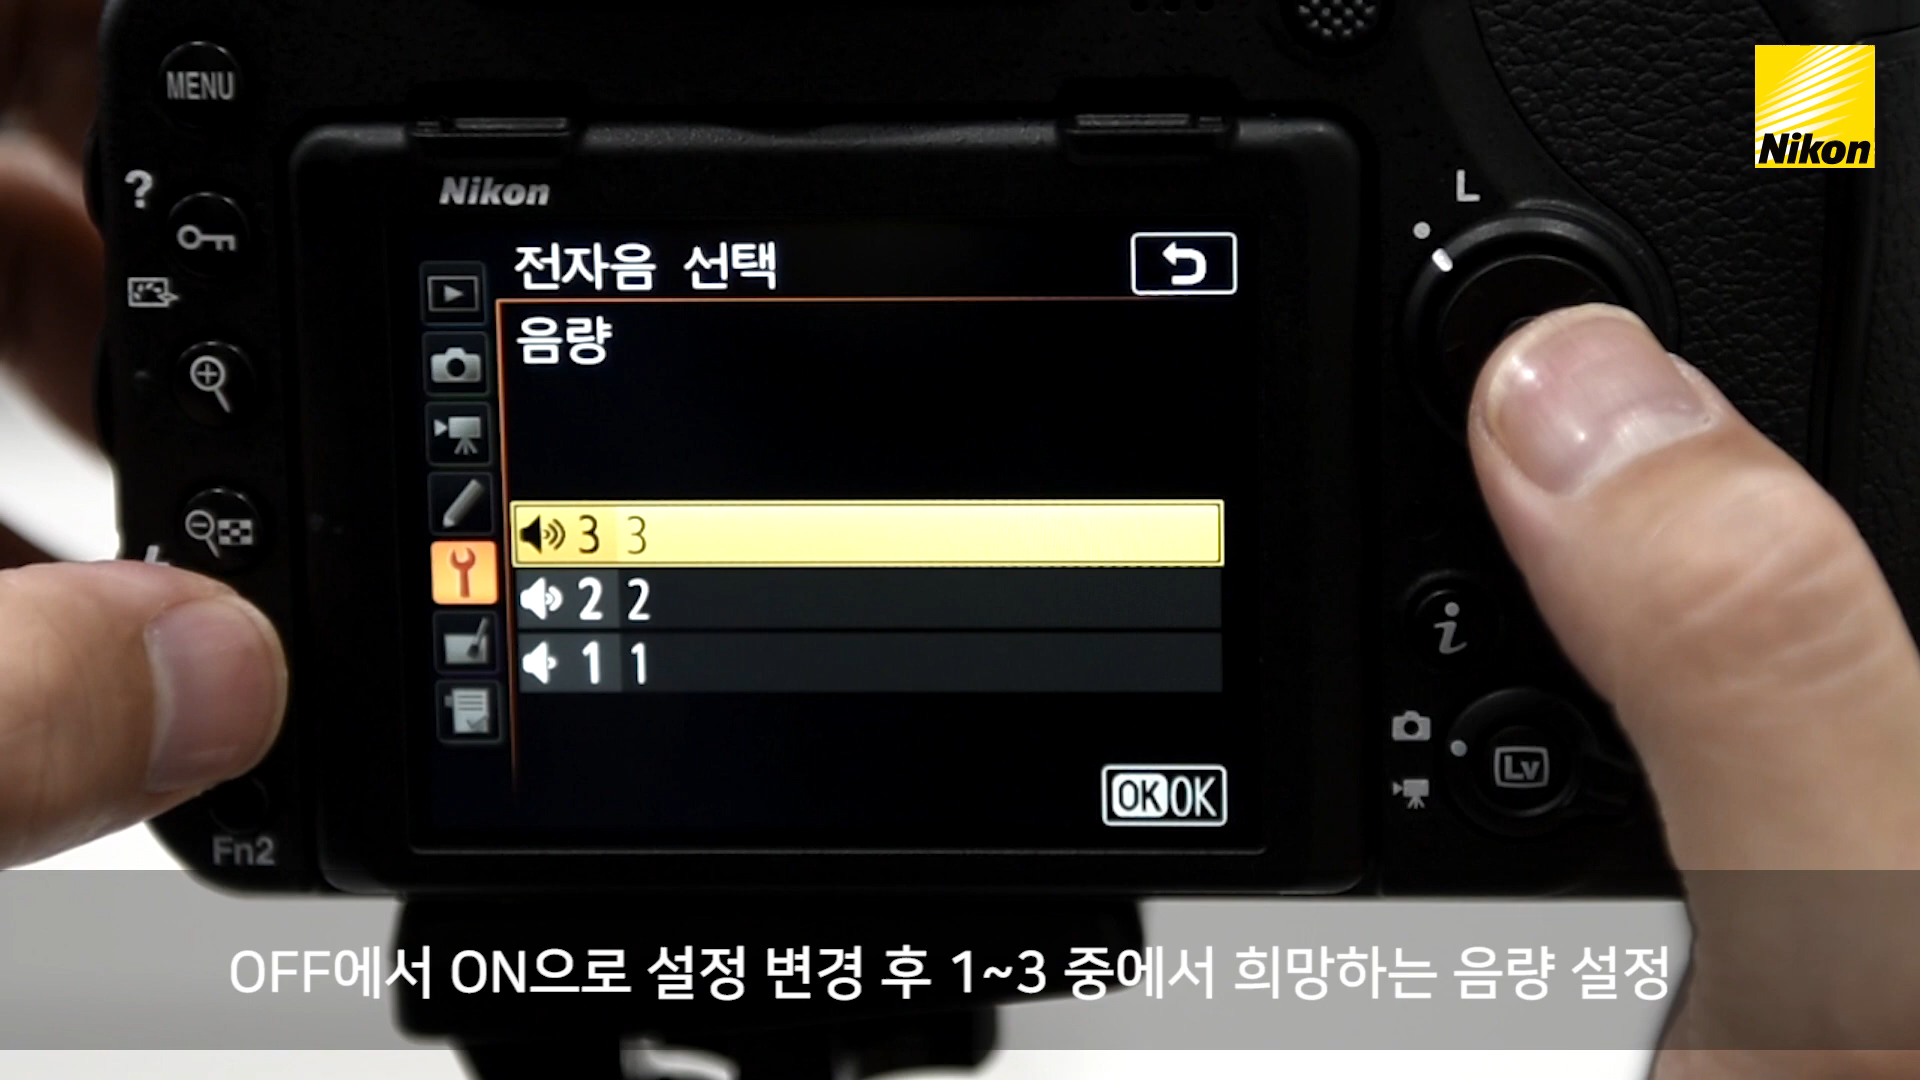 MENU
Nikon
?
L
Nikon
전자음 선택
음량
3 3
2 2
1 1
i
Lv
OK OK
Fn2
OFF에서 ON으로 설정 변경 후 1~3 중에서 희망하는 음량 설정